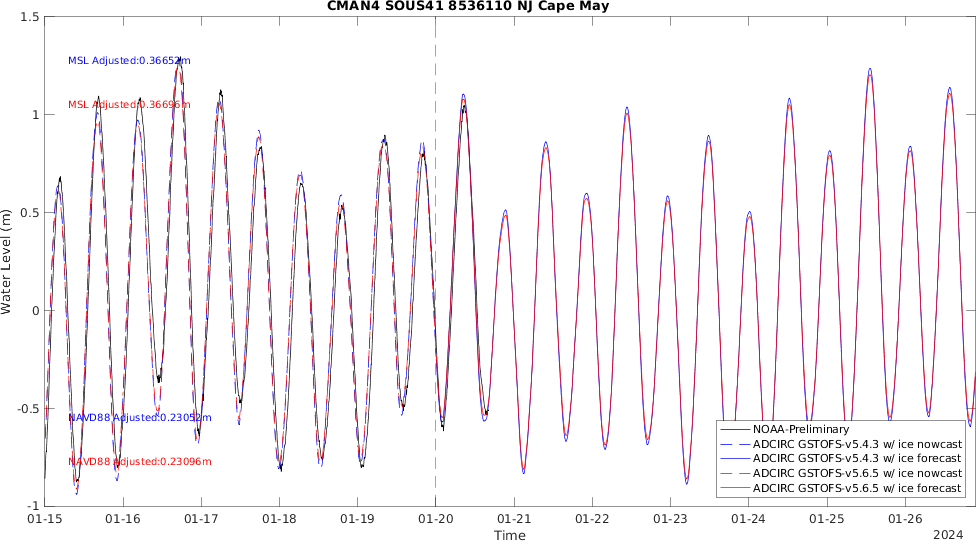 CMAN4 SOUS41 8536110 NJ Cape May
1.5
1
0.5
0
-0.5
-1
Water Level (m)
MSL Adjusted:0.36652m
MSL Adjusted:0.36696m
NAVD88 Adjusted:0.23052m
NAVD88 Adjusted:0.23096m
NOAA-Preliminary
ADCIRC GSTOFS-v5.4.3 w/ ice nowcast
ADCIRC GSTOFS-v5.4.3 w/ ice forecast
ADCIRC GSTOFS-v5.6.5 w/ ice nowcast
ADCIRC GSTOFS-v5.6.5 w/ ice forecast
01-15 01-16 01-17 01-18 01-19 01-20 01-21 01-22 01-23 01-24 01-25 01-26
Time
2024